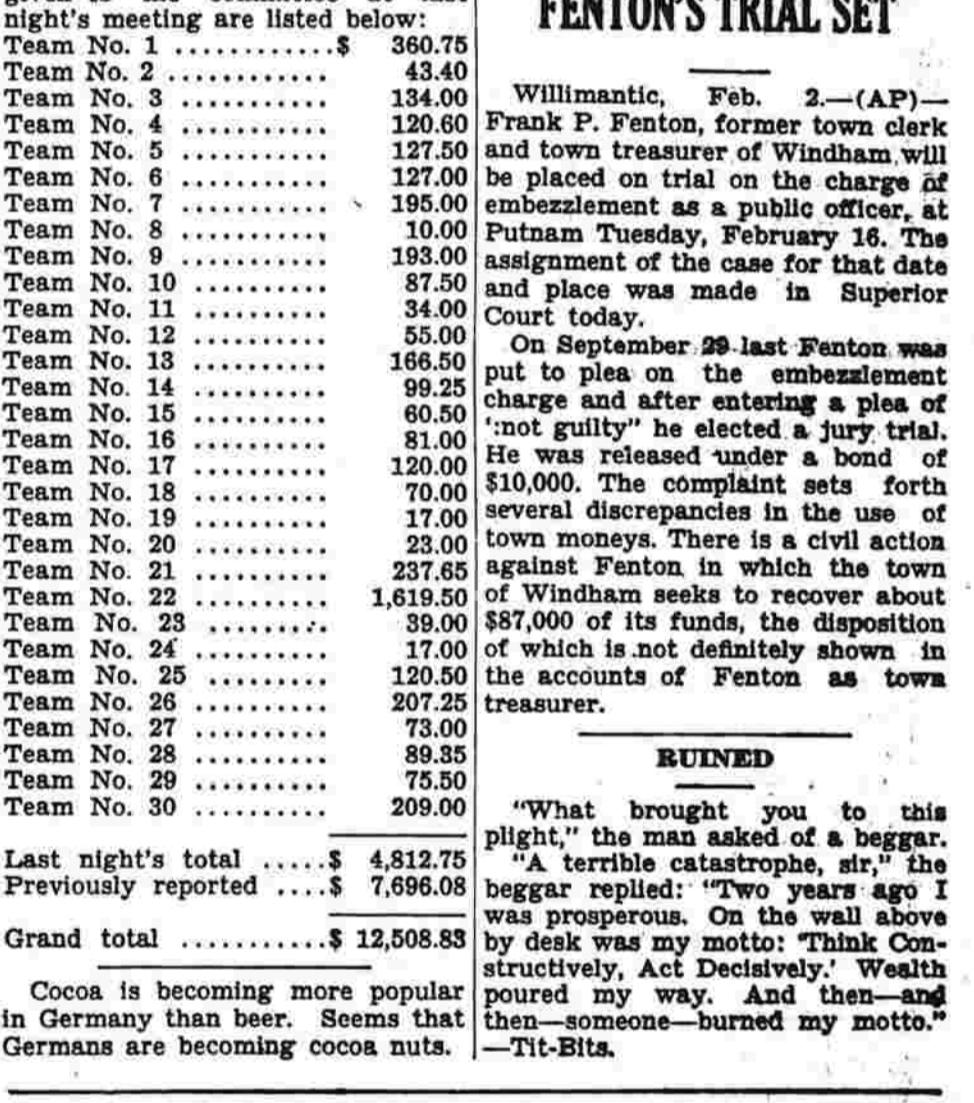 night's meeting are listed below:
Team No. 1 ............$ 360.75
Team No. 2 ............ 43.40
Team No. 3 ........... 134.00
Team No. 4 ........... 120.60
Team No. 5 ........... 127.50
Team No. 6 ........... 127.00
Team No. 7 ........... 195.00
Team No. 8 ........... 10.00
Team No. 9 ........... 193.00
Team No. 10 .......... 87.50
Team No. 11 .......... 34.00
Team No. 12 .......... 55.00
Team No. 13 .......... 166.50
Team No. 14 .......... 99.25
Team No. 15 .......... 60.50
Team No. 16 .......... 81.00
Team No. 17 .......... 120.00
Team No. 18 .......... 70.00
Team No. 19 .......... 17.00
Team No. 20 .......... 23.00
Team No. 21 .......... 237.65
Team No. 22 .......... 1,619.50
Team No. 23 ......... 39.00
Team No. 24 .......... 17.00
Team No. 25 ......... 120.50
Team No. 26 .......... 207.25
Team No. 27 .......... 73.00
Team No. 28 .......... 89.35
Team No. 29 .......... 75.50
Team No. 30 .......... 209.00
Last night's total .....$ 4,812.75
Previously reported ....$ 7,696.08
Grand total ...........$ 12,508.83
Cocoa is becoming more popular
in Germany than beer. Seems that
Germans are becoming cocoa nuts.
FENTON'S TRIAL SET
Willimantic, Feb. 2.—(AP)—
Frank P. Fenton, former town clerk
and town treasurer of Windham will
be placed on trial on the charge of
embezzlement as a public officer, at
Putnam Tuesday, February 16. The
assignment of the case for that date
and place was made in Superior
Court today.
On September 29 last Fenton was
put to plea on the embezzlement
charge and after entering a plea of
':not guilty" he elected a jury trial.
He was released under a bond of
$10,000. The complaint sets forth
several discrepancies in the use of
town moneys. There is a civil action
against Fenton in which the town
of Windham seeks to recover about
$87,000 of its funds, the disposition
of which is not definitely shown in
the accounts of Fenton as town
treasurer.
RUINED
"What brought you to this
plight," the man asked of a beggar.
"A terrible catastrophe, sir," the
beggar replied: "Two years ago I
was prosperous. On the wall above
by desk was my motto: 'Think Con-
structively, Act Decisively.' Wealth
poured my way. And then—and
then—someone—burned my motto."
—Tit-Bits.